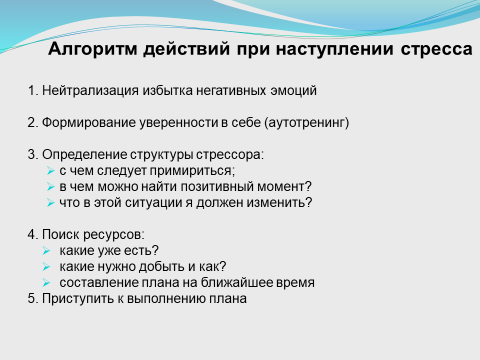 Алгоритм действий при наступлении стресса
1. Нейтрализация избытка негативных эмоций
2. Формирование уверенности в себе (аутотренинг)
3. Определение структуры стрессора:
с чем следует примириться;
в чем можно найти позитивный момент?
что в этой ситуации я должен изменить?
4. Поиск ресурсов:
какие уже есть?
какие нужно добыть и как?
составление плана на ближайшее время
5. Приступить к выполнению плана